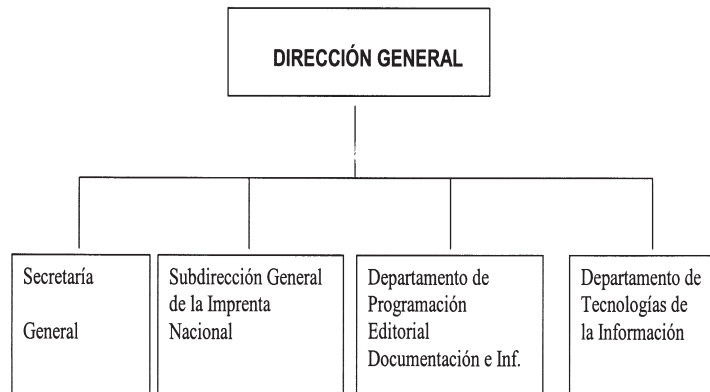 DIRECCIÓN GENERAL
Secretaría
General
Subdirección General
de la Imprenta
Nacional
Departamento de
Programación
Editorial
Documentación e Inf.
Departamento de
Tecnologías de
la Información